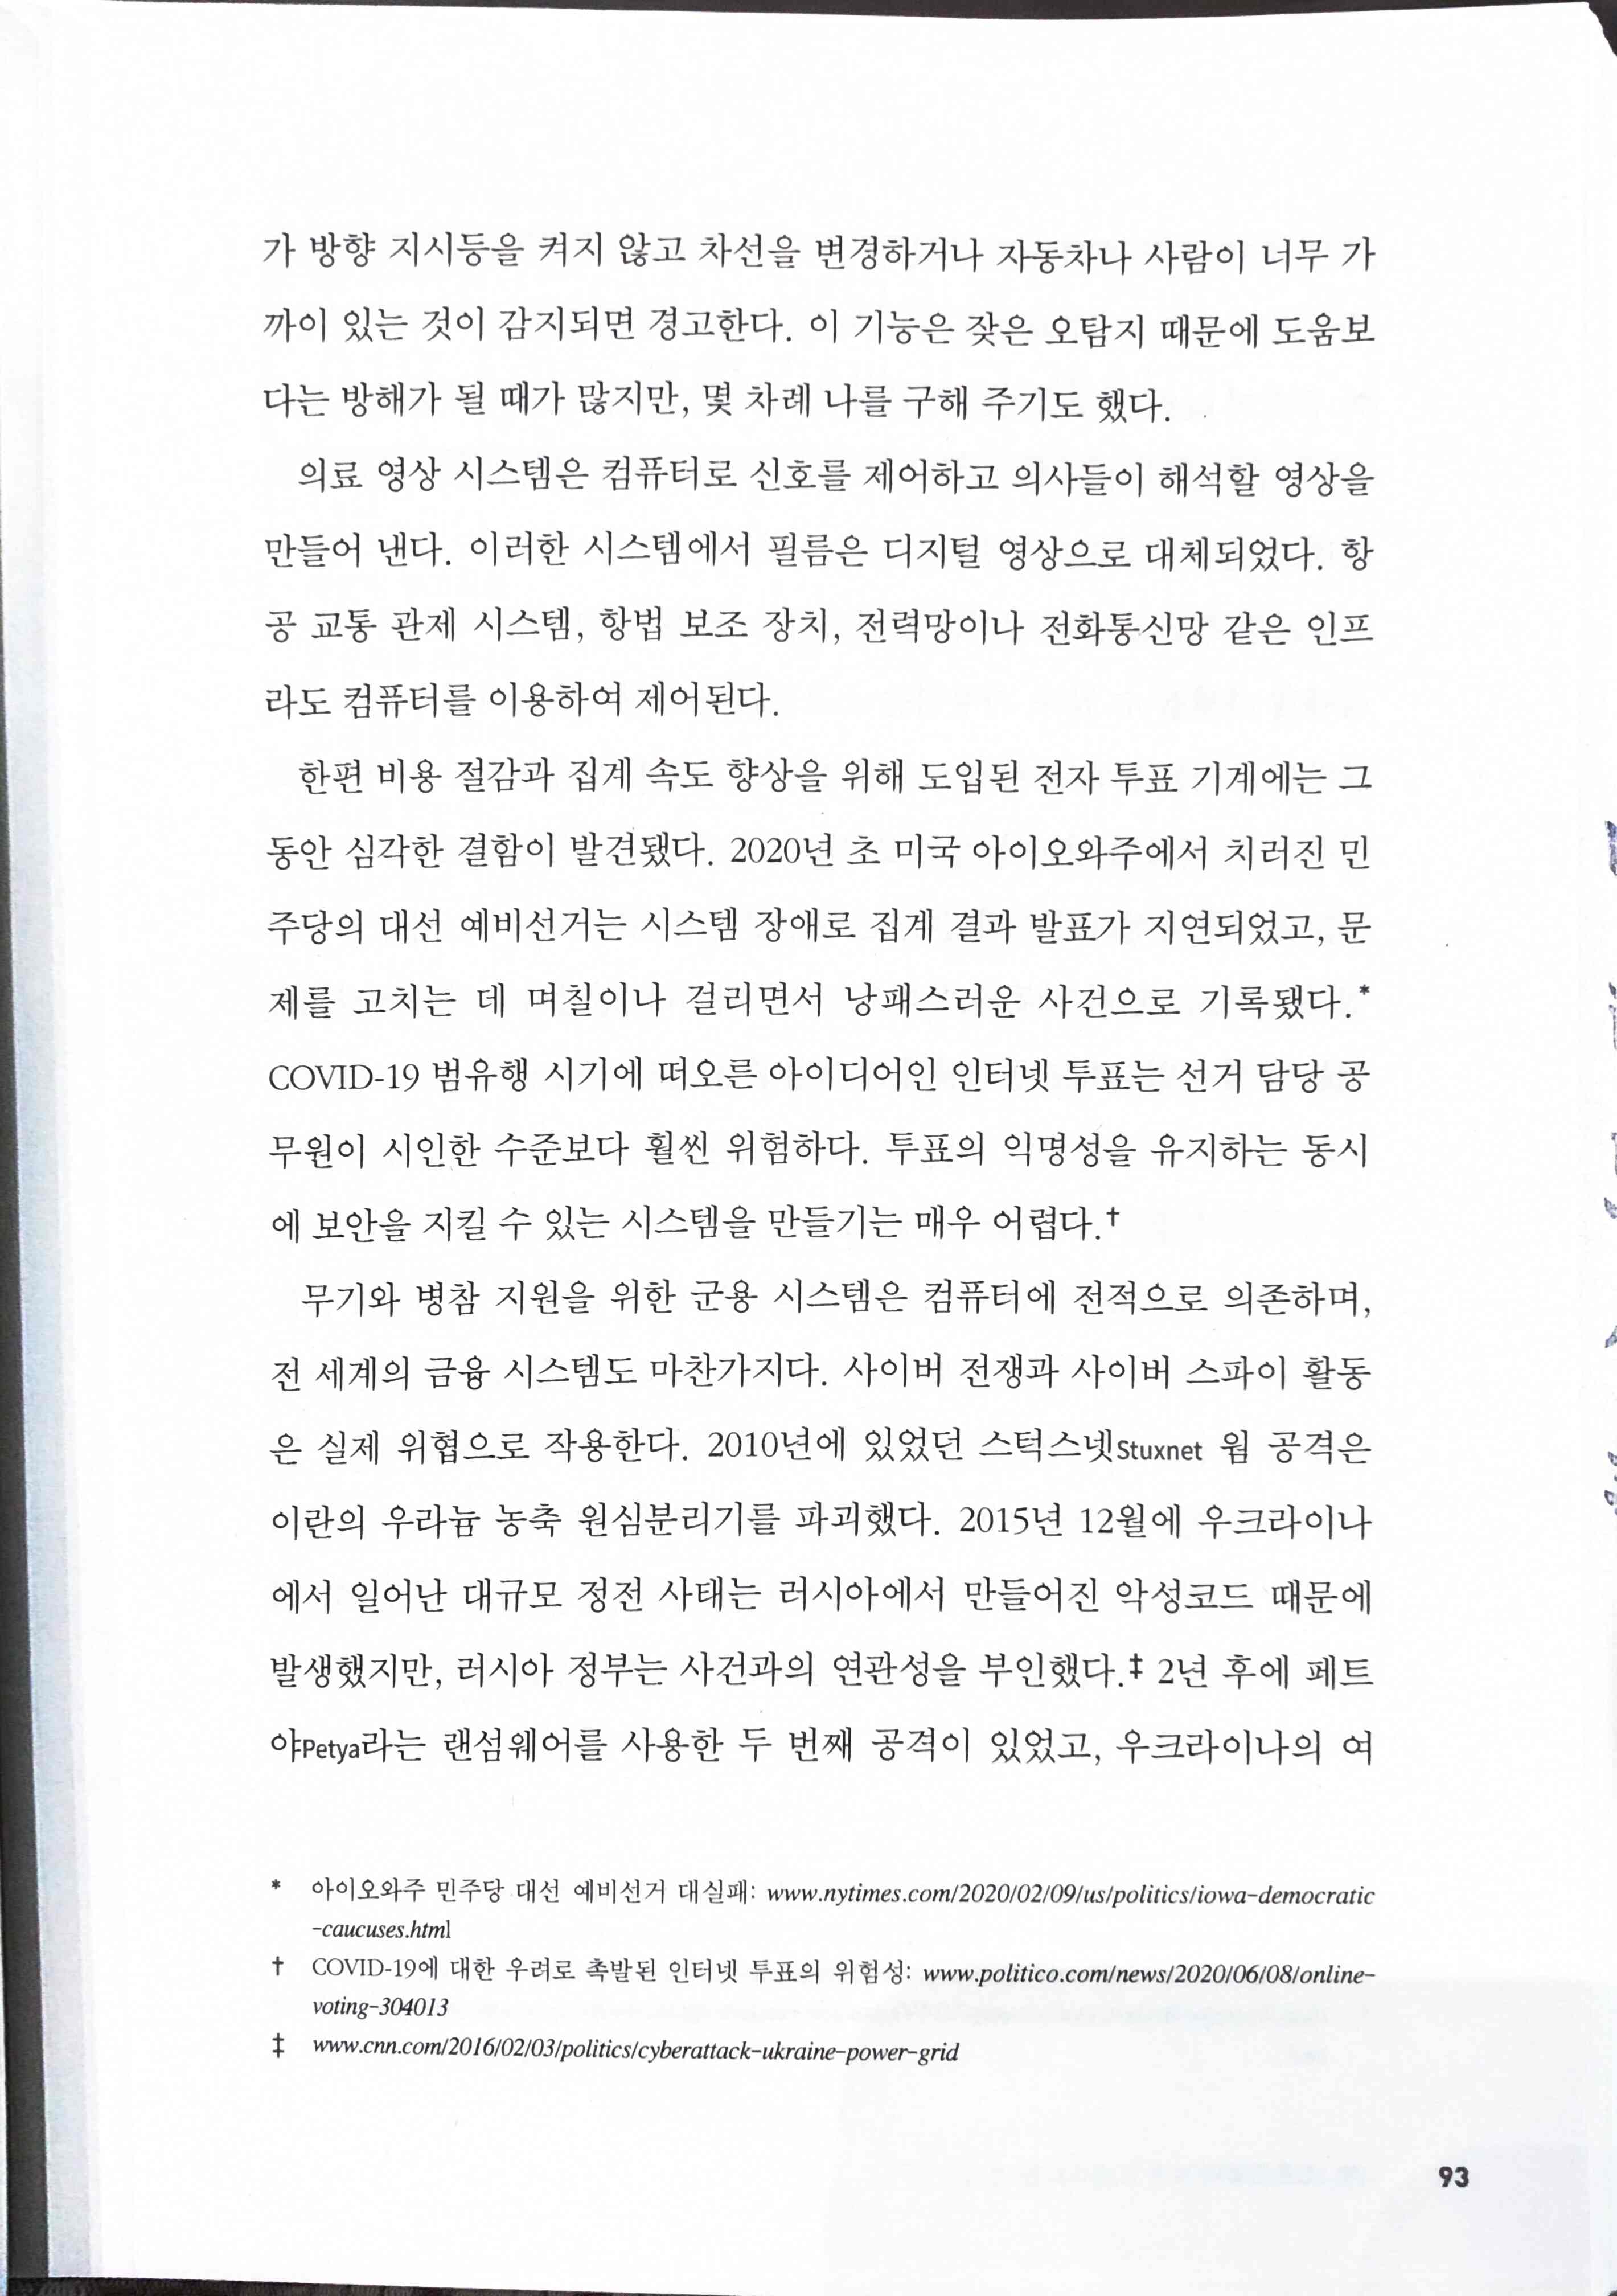 가 방향 지시등을 켜지 않고 차선을 변경하거나 자동차나 사람이 너무 가
까이 있는 것이 감지되면 경고한다. 이 기능은 잦은 오탐지 때문에 도움보
다는 방해가 될 때가 많지만, 몇 차례 나를 구해 주기도 했다.
의료 영상 시스템은 컴퓨터로 신호를 제어하고 의사들이 해석할 영상을
만들어 낸다. 이러한 시스템에서 필름은 디지털 영상으로 대체되었다. 항
공 교통 관제 시스템, 항법 보조 장치, 전력망이나 전화통신망 같은 인프
라도 컴퓨터를 이용하여 제어된다.
한편 비용 절감과 집계 속도 향상을 위해 도입된 전자 투표 기계에는 그
동안 심각한 결함이 발견됐다. 2020년 초 미국 아이오와주에서 치러진 민
주당의 대선 예비선거는 시스템 장애로 집계 결과 발표가 지연되었고, 문
제를 고치는 데 며칠이나 걸리면서 낭패스러운 사건으로 기록됐다.*
COVID-19 범유행 시기에 떠오른 아이디어인 인터넷 투표는 선거 담당 공
무원이 시인한 수준보다 훨씬 위험하다. 투표의 익명성을 유지하는 동시
에 보안을 지킬 수 있는 시스템을 만들기는 매우 어렵다.†
무기와 병참 지원을 위한 군용 시스템은 컴퓨터에 전적으로 의존하며,
전 세계의 금융 시스템도 마찬가지다. 사이버 전쟁과 사이버 스파이 활동
은 실제 위협으로 작용한다. 2010년에 있었던 스턱스넷Stuxnet 웜 공격은
이란의 우라늄 농축 원심분리기를 파괴했다. 2015년 12월에 우크라이나
에서 일어난 대규모 정전 사태는 러시아에서 만들어진 악성코드 때문에
발생했지만, 러시아 정부는 사건과의 연관성을 부인했다.‡ 2년 후에 페트
야Petya라는 랜섬웨어를 사용한 두 번째 공격이 있었고, 우크라이나의 여
* 아이오와주 민주당 대선 예비선거 대실패: www.nytimes.com/2020/02/09/us/politics/iowa-democratic
-caucuses.html
† COVID-19에 대한 우려로 촉발된 인터넷 투표의 위험성: www.politico.com/news/2020/06/08/online-
voting-304013
‡ www.cnn.com/2016/02/03/politics/cyberattack-ukraine-power-grid
93